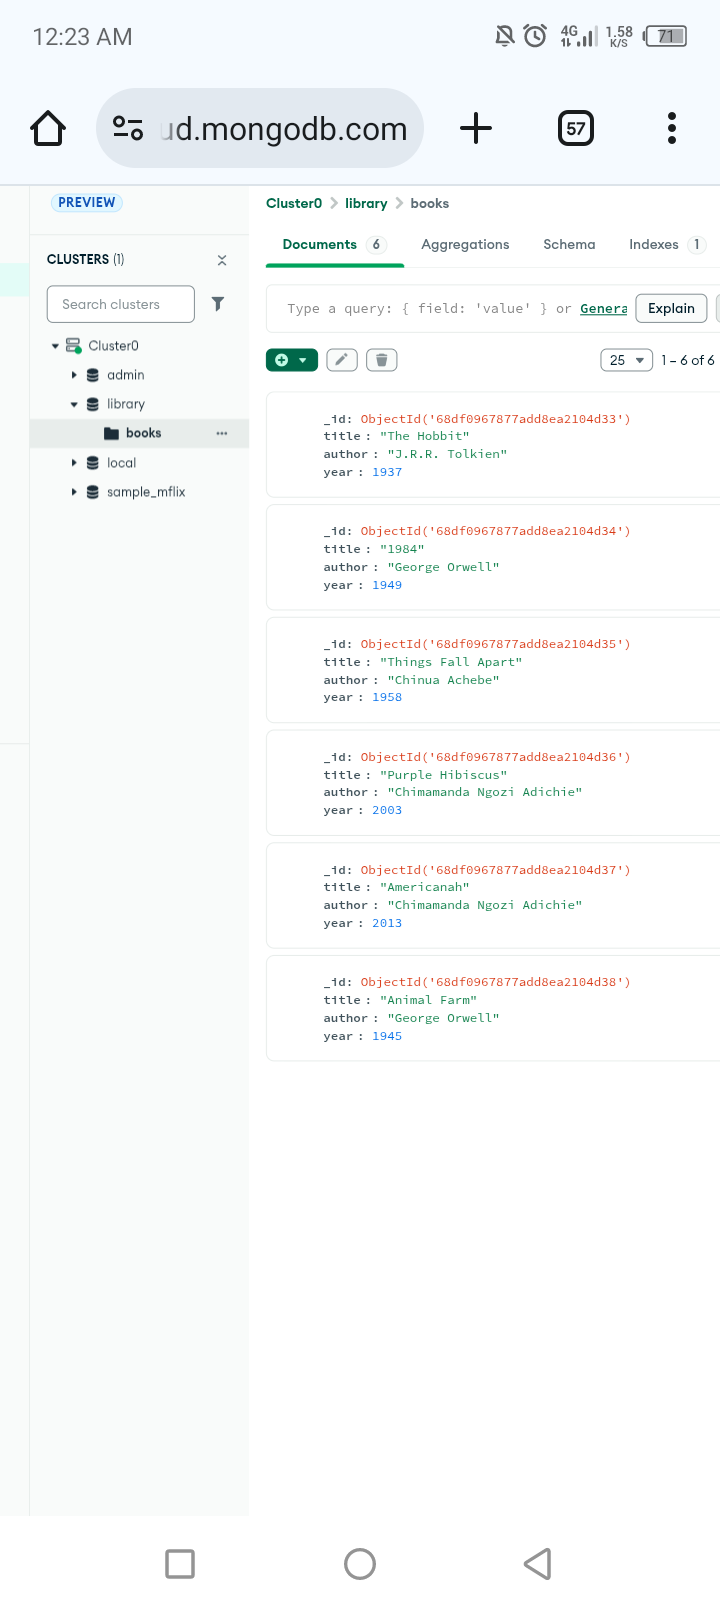 12:23 AM
4G
1.58
K/S
71
ud.mongodb.com
57
PREVIEW
CLUSTERS (1)
Search clusters
Cluster0
admin
library
books
local
sample_mflix
Cluster0 > library > books
Documents 6 Aggregations Schema Indexes 1
Type a query: { field: 'value' } or Genera
Explain
25
1 – 6 of 6
_id: ObjectId('68df0967877add8ea2104d33')
title : "The Hobbit"
author : "J.R.R. Tolkien"
year : 1937
_id: ObjectId('68df0967877add8ea2104d34')
title : "1984"
author : "George Orwell"
year : 1949
_id: ObjectId('68df0967877add8ea2104d35')
title : "Things Fall Apart"
author : "Chinua Achebe"
year : 1958
_id: ObjectId('68df0967877add8ea2104d36')
title : "Purple Hibiscus"
author : "Chimamanda Ngozi Adichie"
year : 2003
_id: ObjectId('68df0967877add8ea2104d37')
title : "Americanah"
author : "Chimamanda Ngozi Adichie"
year : 2013
_id: ObjectId('68df0967877add8ea2104d38')
title : "Animal Farm"
author : "George Orwell"
year : 1945